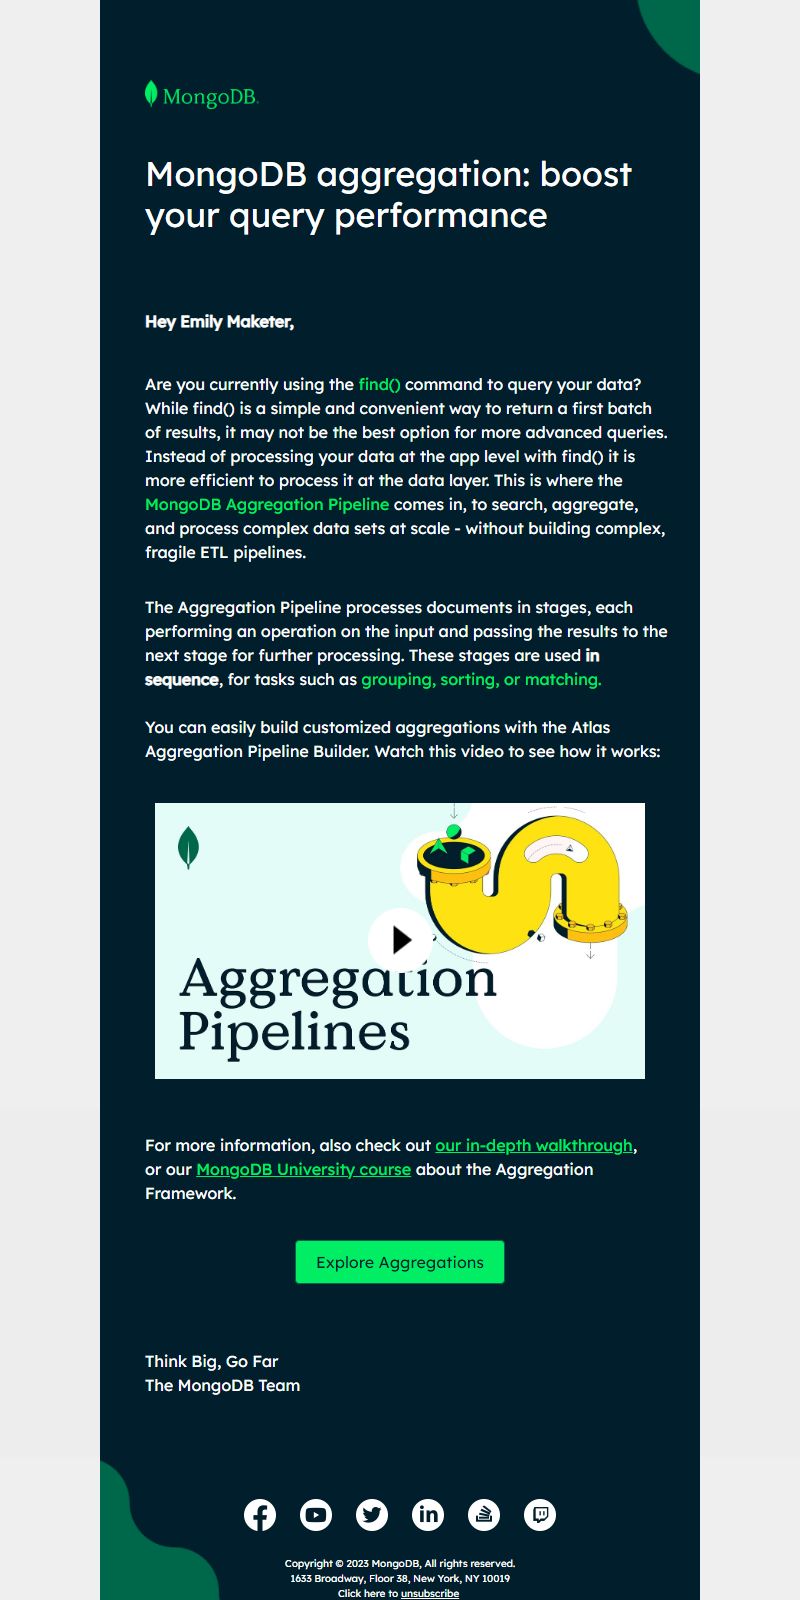 MongoDB.
MongoDB aggregation: boost
your query performance
Hey Emily Maketer,
Are you currently using the find() command to query your data?
While find() is a simple and convenient way to return a first batch
of results, it may not be the best option for more advanced queries.
Instead of processing your data at the app level with find() it is
more efficient to process it at the data layer. This is where the
MongoDB Aggregation Pipeline comes in, to search, aggregate,
and process complex data sets at scale - without building complex,
fragile ETL pipelines.
The Aggregation Pipeline processes documents in stages, each
performing an operation on the input and passing the results to the
next stage for further processing. These stages are used in
sequence, for tasks such as grouping, sorting, or matching.
You can easily build customized aggregations with the Atlas
Aggregation Pipeline Builder. Watch this video to see how it works:
Aggregation
Pipelines
For more information, also check out our in-depth walkthrough,
or our MongoDB University course about the Aggregation
Framework.
Explore Aggregations
Think Big, Go Far
The MongoDB Team
Copyright © 2023 MongoDB, All rights reserved.
1633 Broadway, Floor 38, New York, NY 10019
Click here to unsubscribe